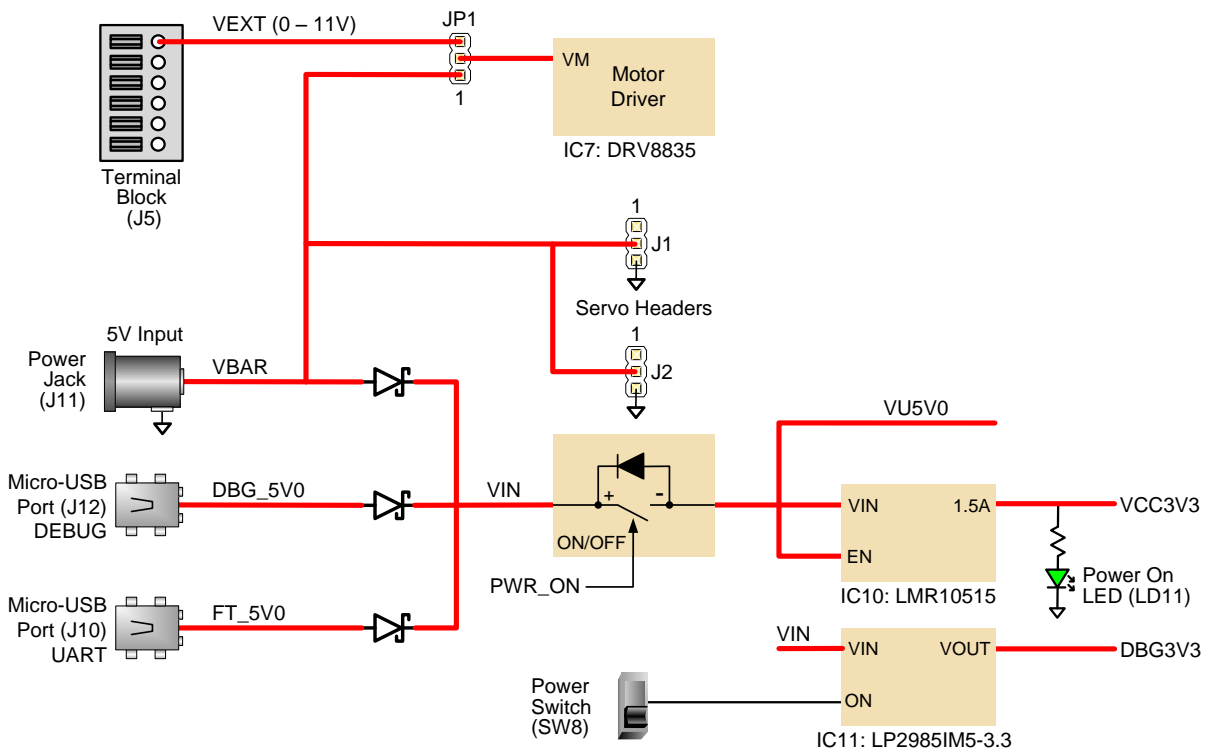 VEXT (0 – 11V)
JP1
1
VM
Motor
Driver
IC7: DRV8835
Terminal
Block
(J5)
1
J1
Servo Headers
1
J2
5V Input
Power
Jack
(J11)
VBAR
Micro-USB
Port (J12)
DEBUG
DBG_5V0
VIN
+
-
ON/OFF
PWR_ON
VU5V0
VIN
1.5A
EN
IC10: LMR10515
VCC3V3
Power On
LED (LD11)
Micro-USB
Port (J10)
UART
FT_5V0
VIN
VIN
VOUT
ON
DBG3V3
Power
Switch
(SW8)
IC11: LP2985IM5-3.3